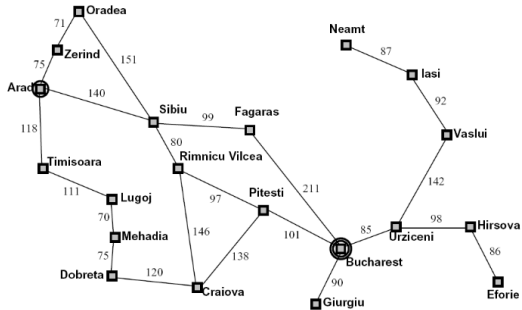 Oradea
71
Neamt
Zerind
87
151
75
Iasi
Arad
140
92
Sibiu
Fagaras
99
118
Vaslui
80
Timisoara
Rimnicu Vilcea
211
142
111
Pitesti
Lugoj
97
70
98
Hirsova
146
101
85
Mehadia
Urziceni
138
86
75
Bucharest
120
90
Dobreta
Eforie
Craiova
Giurgiu